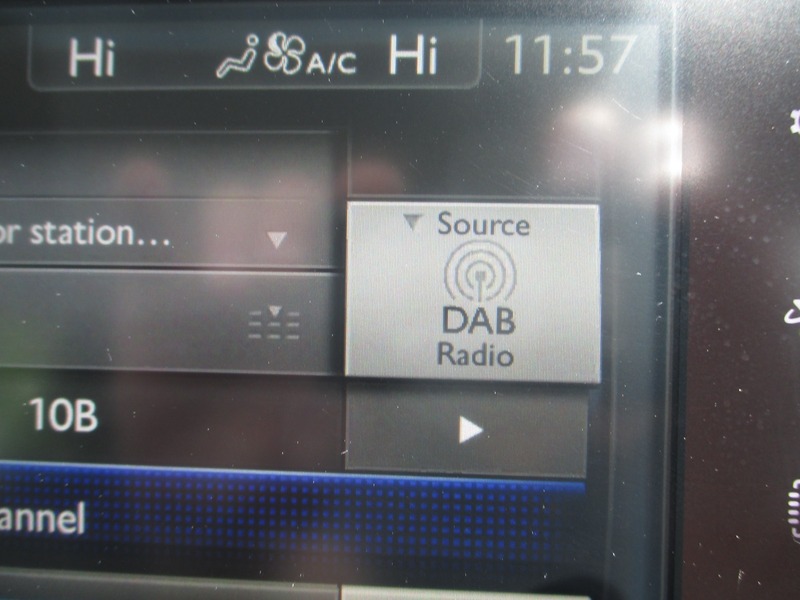 Hi A/C Hi 11:57
or station...
Source
DAB
Radio
10B
annel